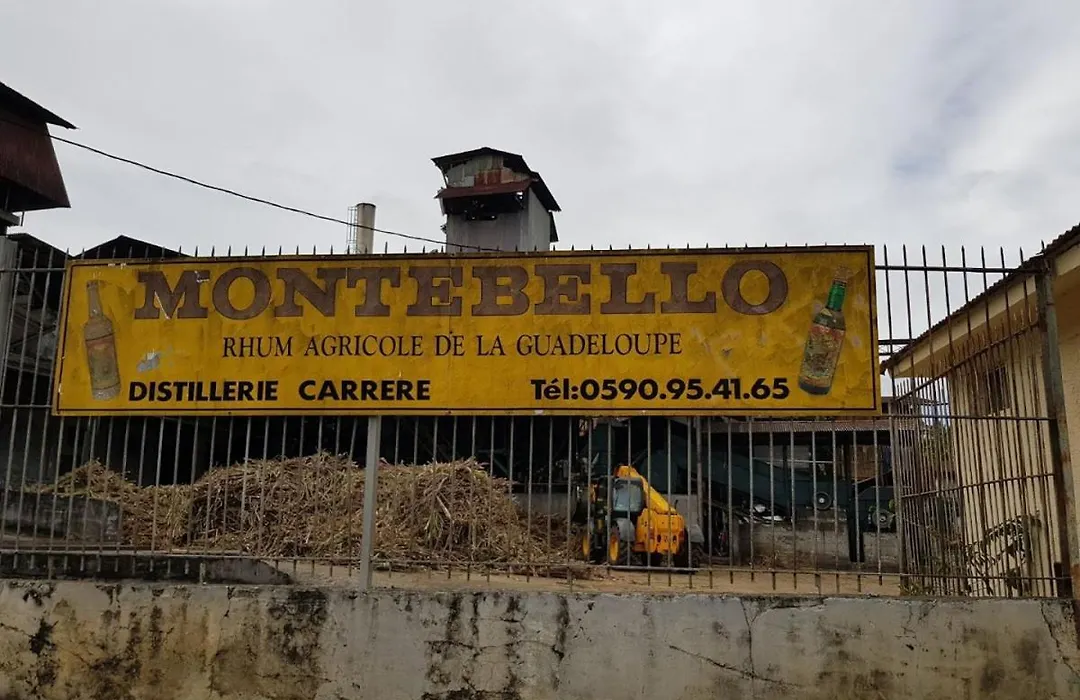 MONTEBELLO
RHUM AGRICOLE DE LA GUADELOUPE
DISTILLERIE CARRERE Tél:0590.95.41.65